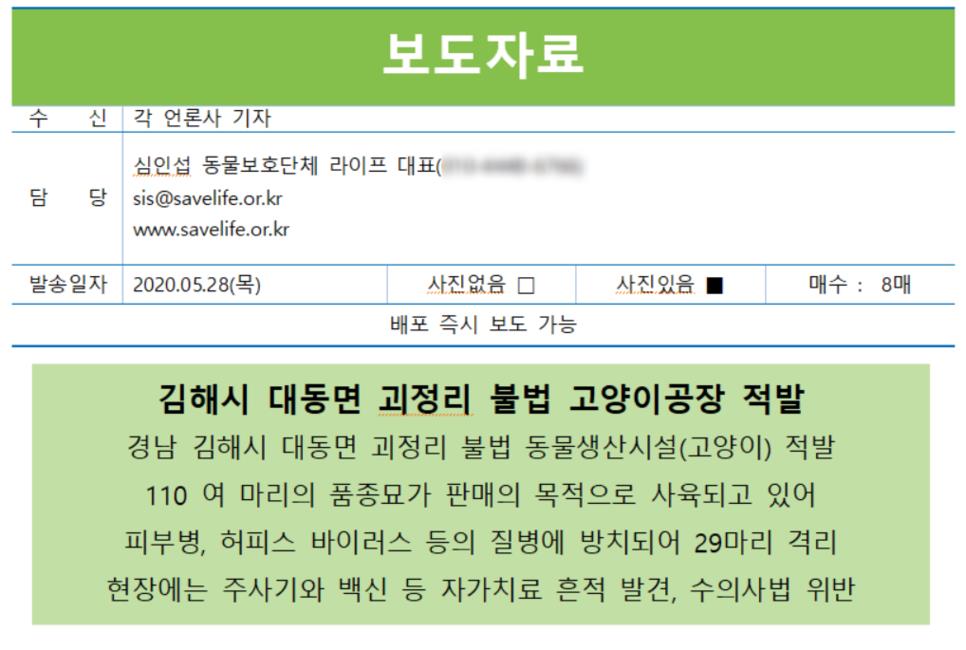 보도자료
수 신 각 언론사 기자
담 당 심인섭 동물보호단체 라이프 대표(
sis@savelife.or.kr
www.savelife.or.kr
발송일자 2020.05.28(목) 사진없음 □ 사진있음 ■ 매수 : 8매
배포 즉시 보도 가능
김해시 대동면 괴정리 불법 고양이공장 적발
경남 김해시 대동면 괴정리 불법 동물생산시설(고양이) 적발
110 여 마리의 품종묘가 판매의 목적으로 사육되고 있어
피부병, 허피스 바이러스 등의 질병에 방치되어 29마리 격리
현장에는 주사기와 백신 등 자가치료 흔적 발견, 수의사법 위반